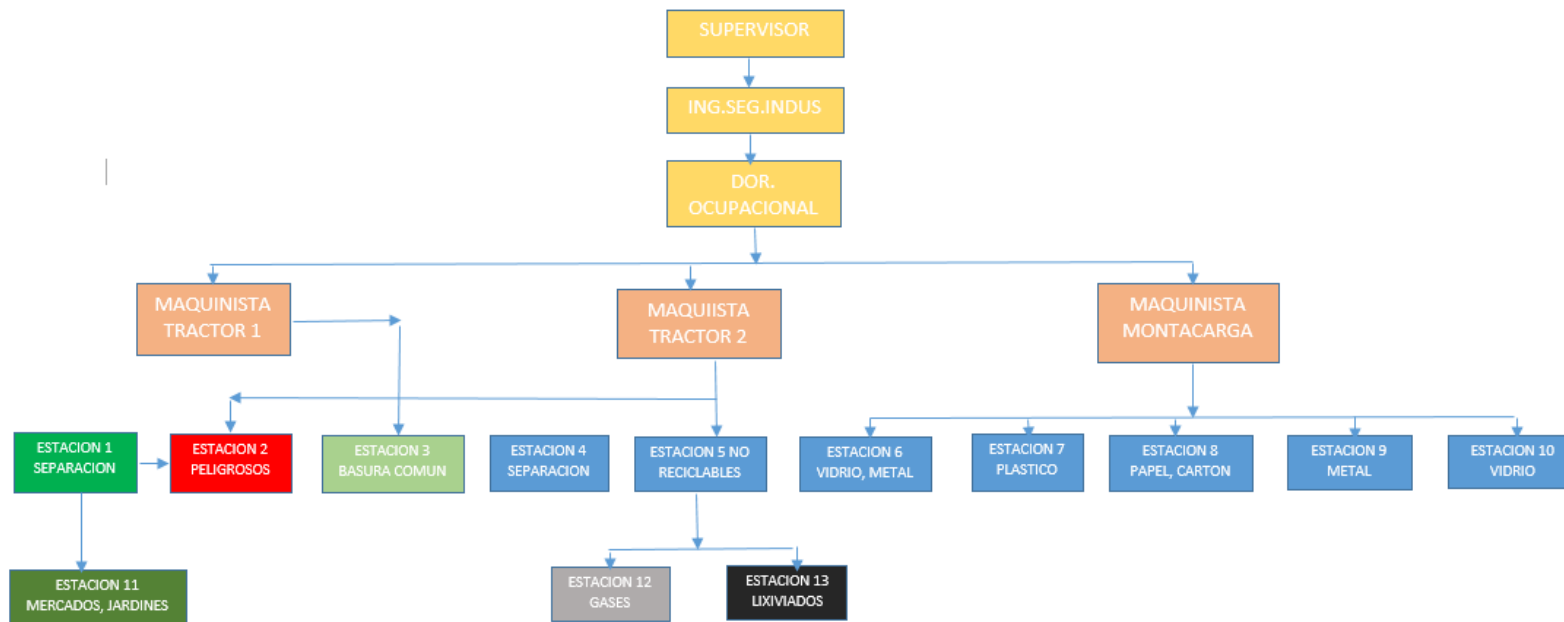 SUPERVISOR
ING.SEG.INDUS
DOR.
OCUPACIONAL
MAQUINISTA
TRACTOR 1
MAQUIISTA
TRACTOR 2
MAQUINISTA
MONTACARGA
ESTACION 1
SEPARACION
ESTACION 2
PELIGROSOS
ESTACION 3
BASURA COMUN
ESTACION 4
SEPARACION
ESTACION 5 NO
RECICLABLES
ESTACION 6
VIDRIO, METAL
ESTACION 7
PLASTICO
ESTACION 8
PAPEL, CARTON
ESTACION 9
METAL
ESTACION 10
VIDRIO
ESTACION 11
MERCADOS, JARDINES
ESTACION 12
GASES
ESTACION 13
LIXIVIADOS